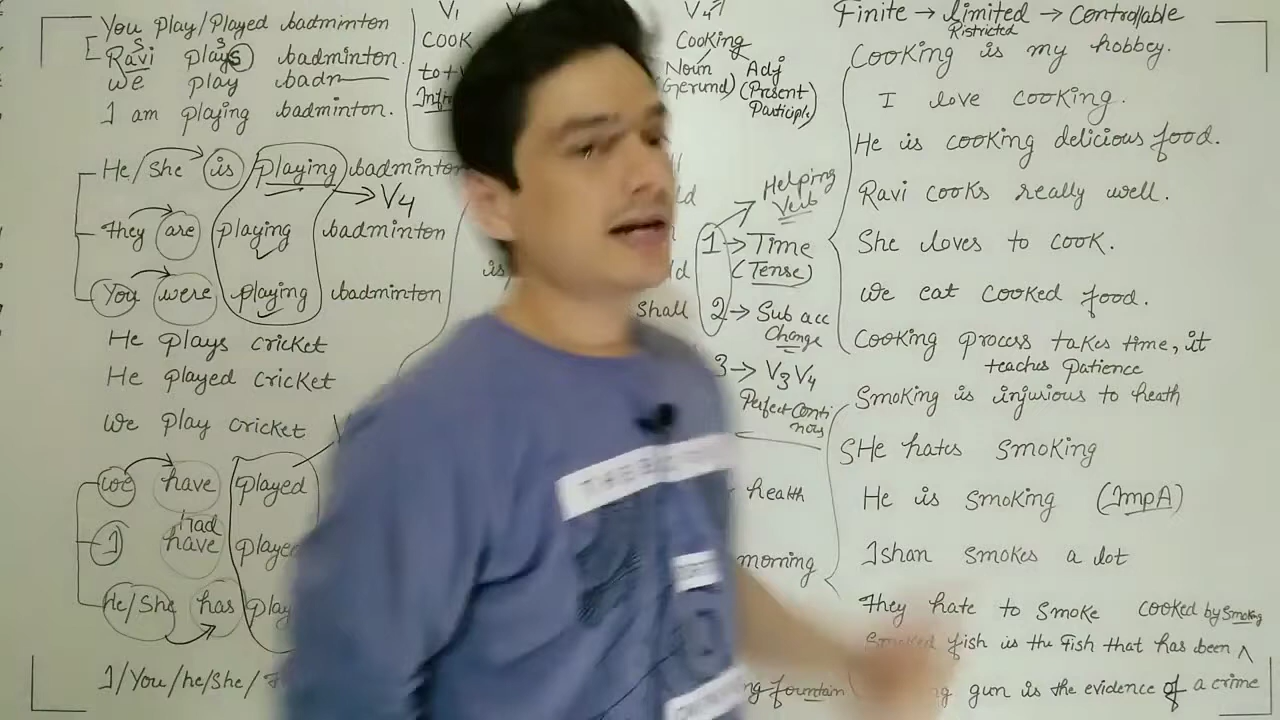 You Play/Played badminton
S
Ravi plays badminton.
we play badm
I am playing badminton.
He/She is playing badminton
V4
They are playing badminton
You were playing badminton
He plays cricket
He played cricket
we play cricket
we have played
had
I have played
he/She has play
I/You/he/She/
V1
COOK
V4
Cooking
Noun Adj
(Gerund) (Present
Participle)
Helping
Verb
1 → Time
(Tense)
is
Shall
2 → Sub acc
Change
3 → V3 V4
Perfect Conti
nous
health
morning
fountain
Finite → Limited → Controllable
Ristricted
Cooking is my hobbey.
I love cooking.
He is cooking delicious food.
Ravi cooks really well.
She loves to cook.
we eat cooked food.
Cooking process takes time, it
teaches Patience
Smoking is injurious to heath
SHe hates smoking
He is smoking (ImpA)
Ishan smokes a lot
They hate to smoke cooked by smoking
Smoked fish is the fish that has been ^
gun is the evidence of a crime